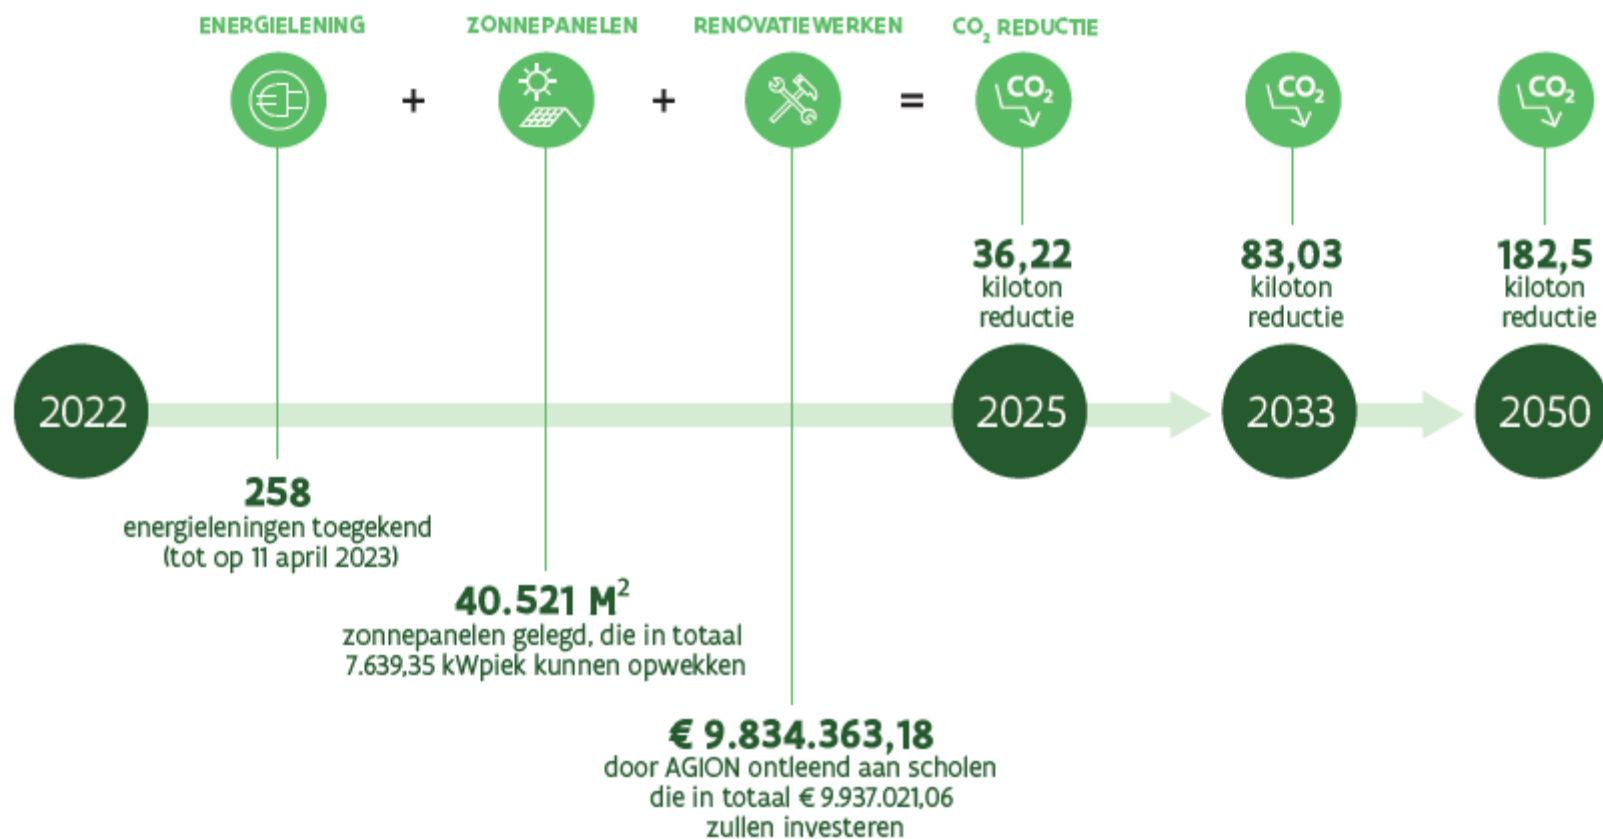 ENERGIELENING
ZONNEPANELEN
RENOVATIEWERKEN
CO₂ REDUCTIE
+
+
=
CO₂
CO₂
CO₂
36,22
kiloton
reductie
83,03
kiloton
reductie
182,5
kiloton
reductie
2022
2025
2033
2050
258
energieleningen toegekend
(tot op 11 april 2023)
40.521 M²
zonnepanelen gelegd, die in totaal
7.639,35 kWpiek kunnen opwekken
€ 9.834.363,18
door AGION ontleend aan scholen
die in totaal € 9.937.021,06
zullen investeren